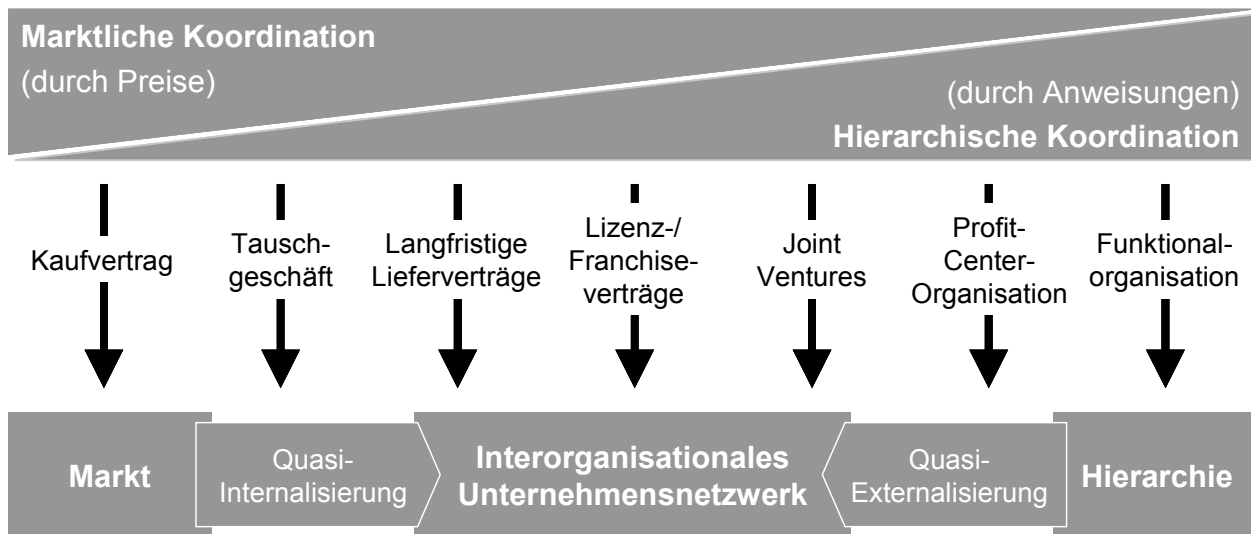 Marktliche Koordination
(durch Preise)
(durch Anweisungen)
Hierarchische Koordination
Kaufvertrag
Tausch-
geschäft
Langfristige
Lieferverträge
Lizenz-/
Franchise-
verträge
Joint
Ventures
Profit-
Center-
Organisation
Funktional-
organisation
Markt
Quasi-
Internalisierung
Interorganisationales
Unternehmensnetzwerk
Quasi-
Externalisierung
Hierarchie